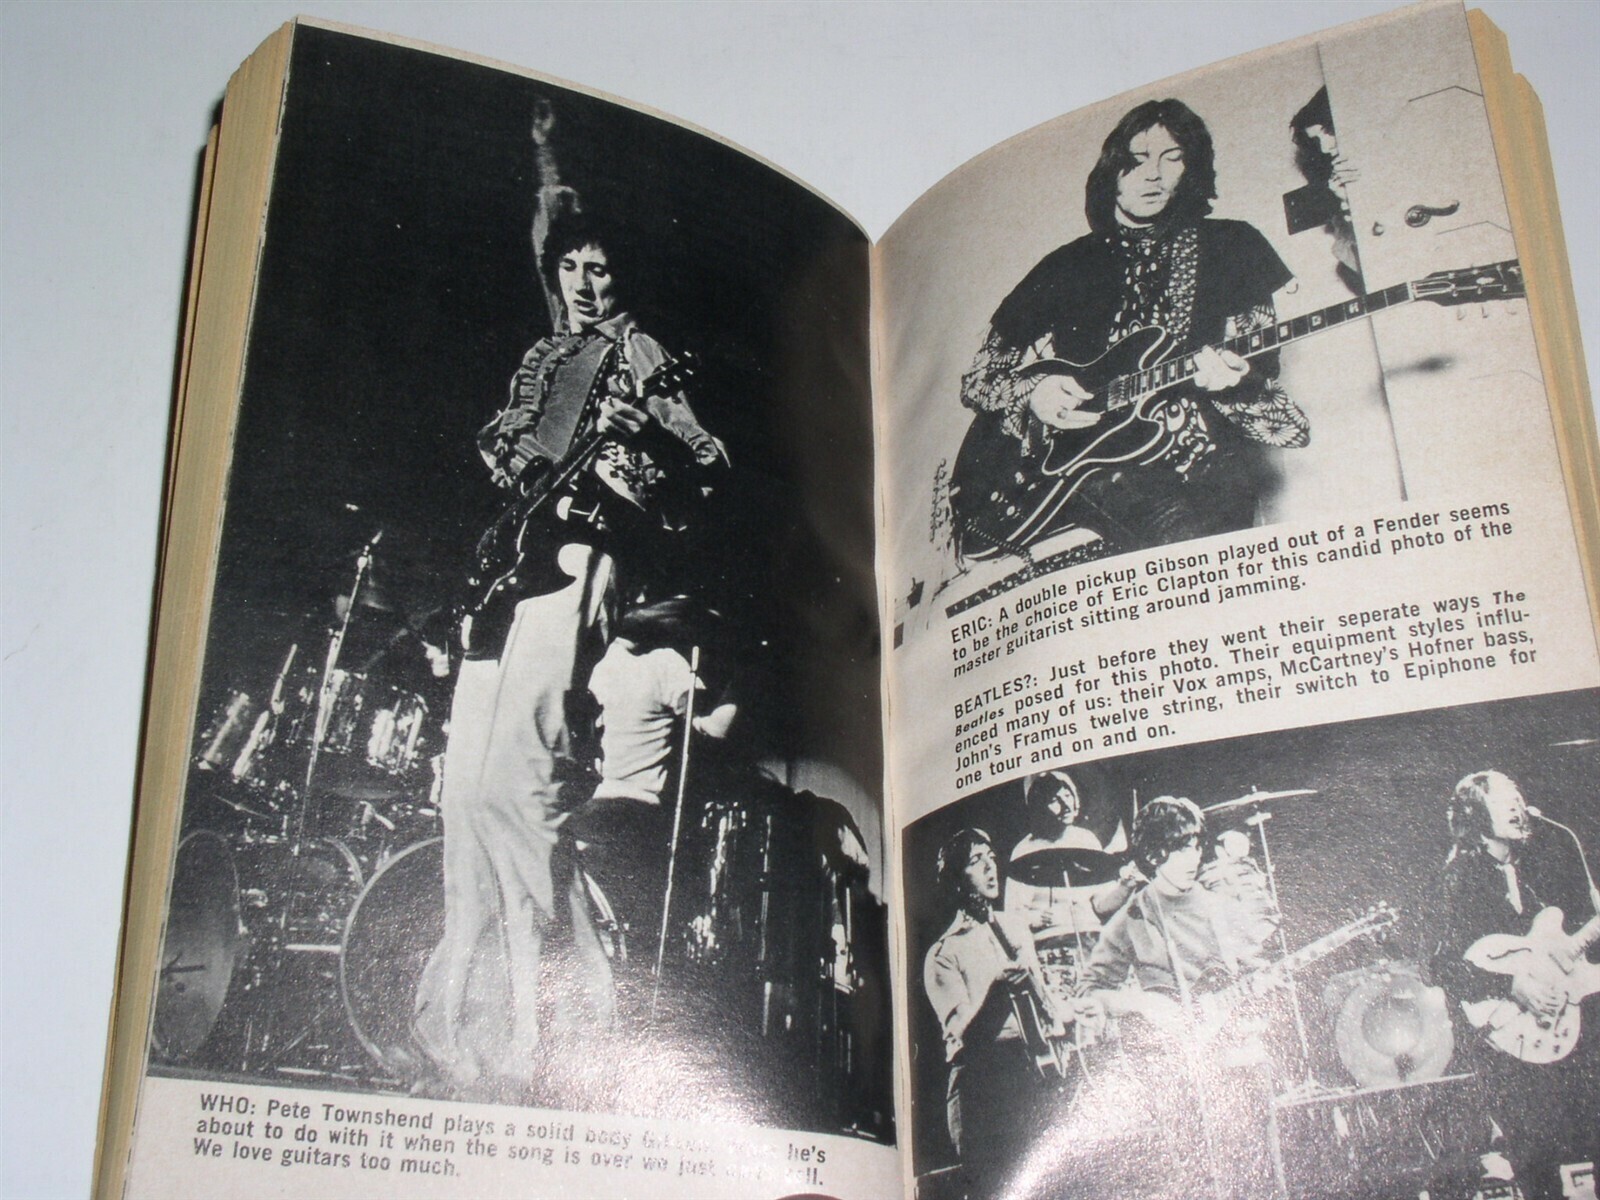 WHO: Pete Townshend plays a solid body he's
about to do with it when the song is over we just
We love guitars too much.
ERIC: A double pickup Gibson played out of a Fender seems
to be the choice of Eric Clapton for this candid photo of the
master guitarist sitting around jamming.
BEATLES?: Just before they went their seperate ways The
Beatles posed for this photo. Their equipment styles influ-
enced many of us: their Vox amps, McCartney's Hofner bass,
John's Framus twelve string, their switch to Epiphone for
one tour and on and on.